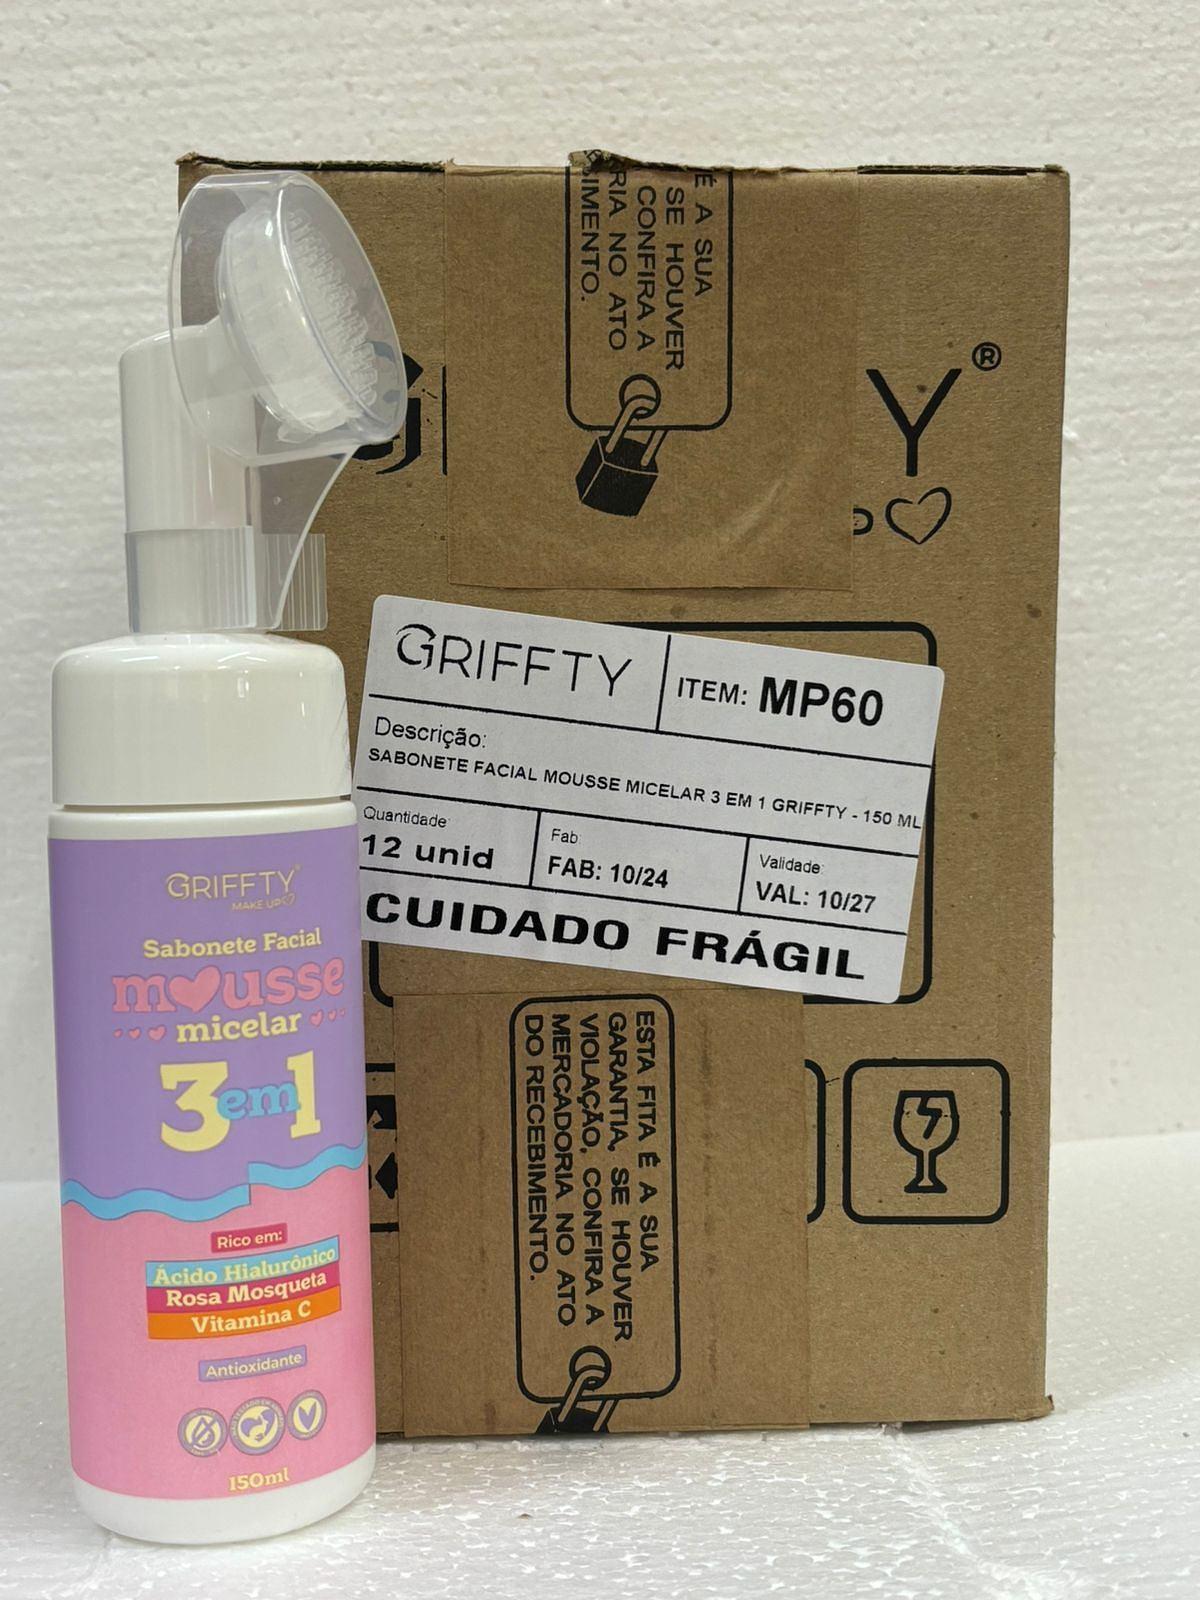 É A SUA
SE HOUVER
CONFIRA A
RIA NO ATO
IMENTO.
G
Y®
GRIFFTY
ITEM: MP60
Descrição:
SABONETE FACIAL MOUSSE MICELAR 3 EM 1 GRIFFTY - 150 ML
Quantidade:
12 unid
Fab:
FAB: 10/24
Validade:
VAL: 10/27
CUIDADO FRÁGIL
ESTA FITA É A SUA
GARANTIA, SE HOUVER
VIOLAÇÃO, CONFIRA A
MERCADORIA NO ATO
DO RECEBIMENTO.
GRIFFTY®
MAKE UP
Sabonete Facial
mousse
micelar
3em1
Rico em:
Ácido Hialurônico
Rosa Mosqueta
Vitamina C
Antioxidante
150ml